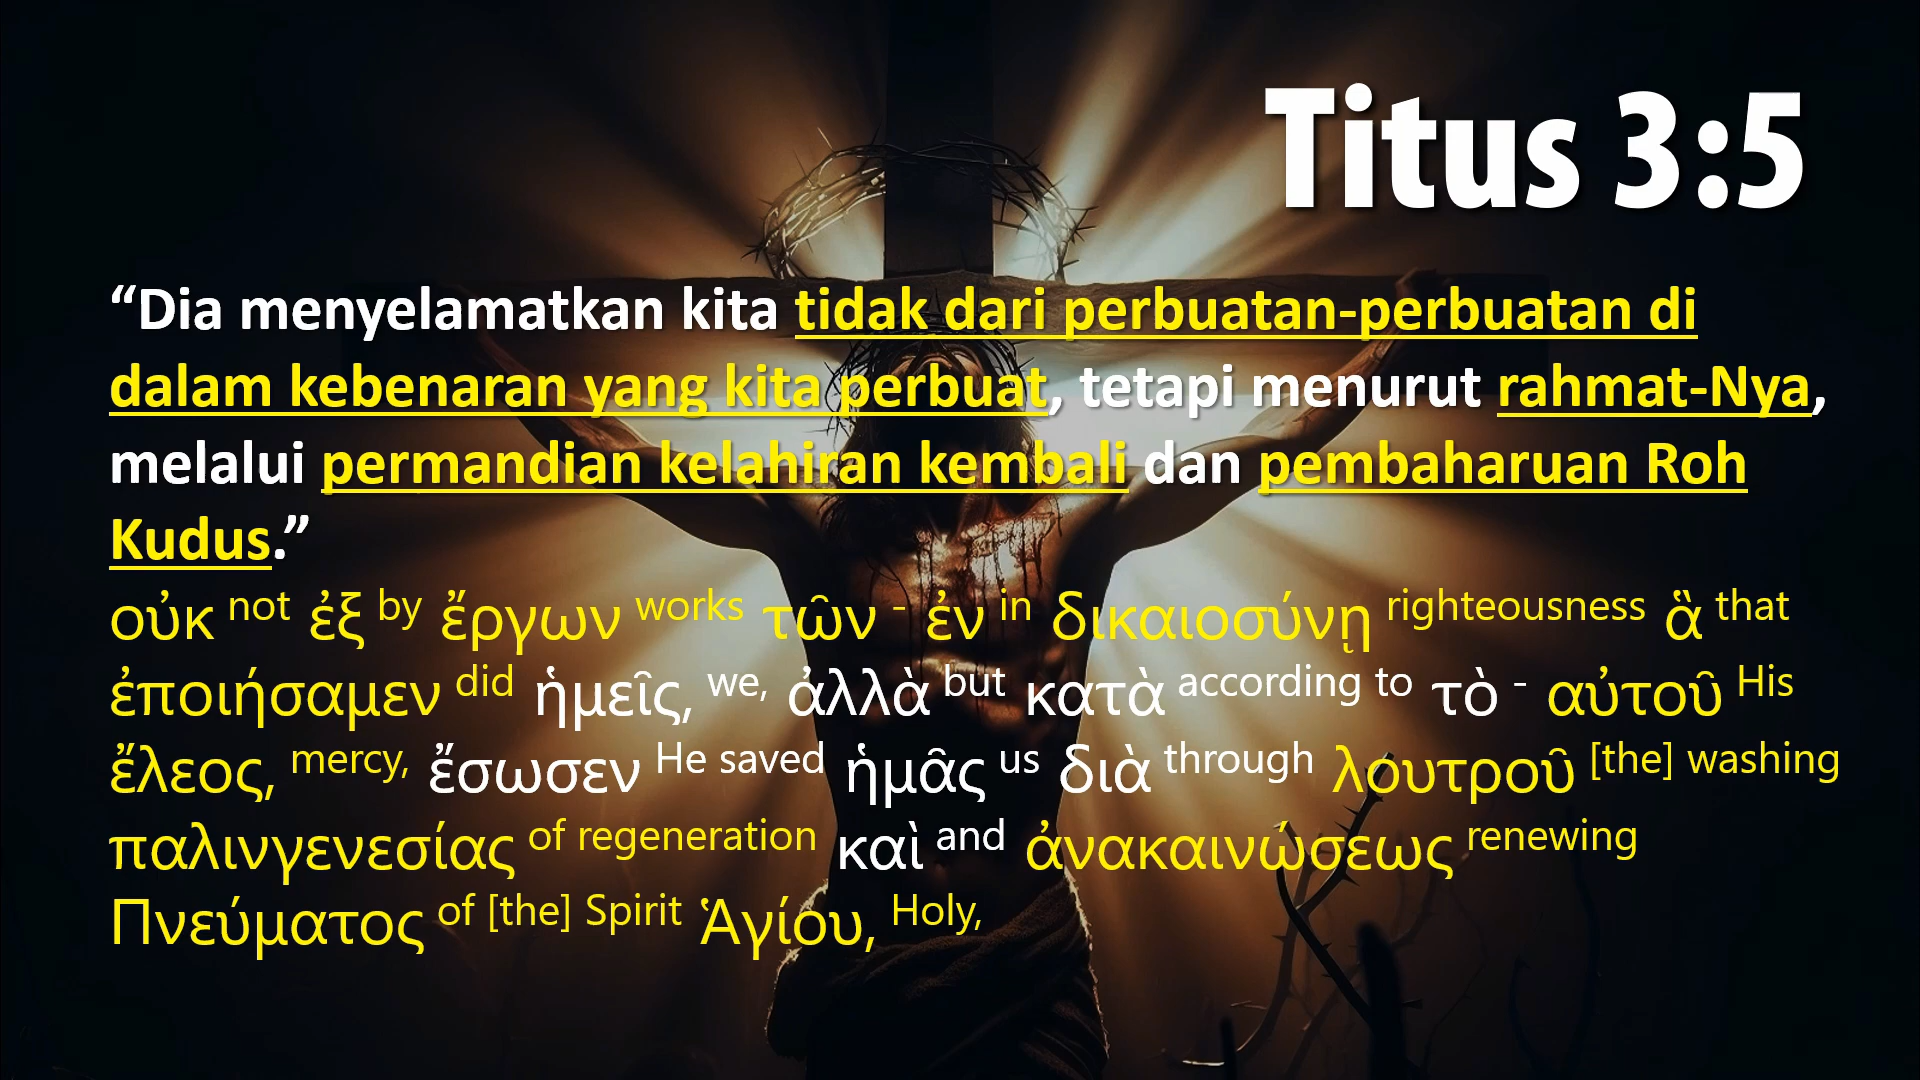 Titus 3:5
“Dia menyelamatkan kita tidak dari perbuatan-perbuatan di
dalam kebenaran yang kita perbuat, tetapi menurut rahmat-Nya,
melalui permandian kelahiran kembali dan pembaharuan Roh
Kudus.”
οὐκ not ἐξ by ἔργων works τῶν - ἐν in δικαιοσύνῃ righteousness ἃ that
ἐποιήσαμεν did ἡμεῖς, we, ἀλλὰ but κατὰ according to τὸ - αὐτοῦ His
ἔλεος, mercy, ἔσωσεν He saved ἡμᾶς us διὰ through λουτροῦ [the] washing
παλινγενεσίας of regeneration καὶ and ἀνακαινώσεως renewing
Πνεύματος of [the] Spirit Ἁγίου, Holy,